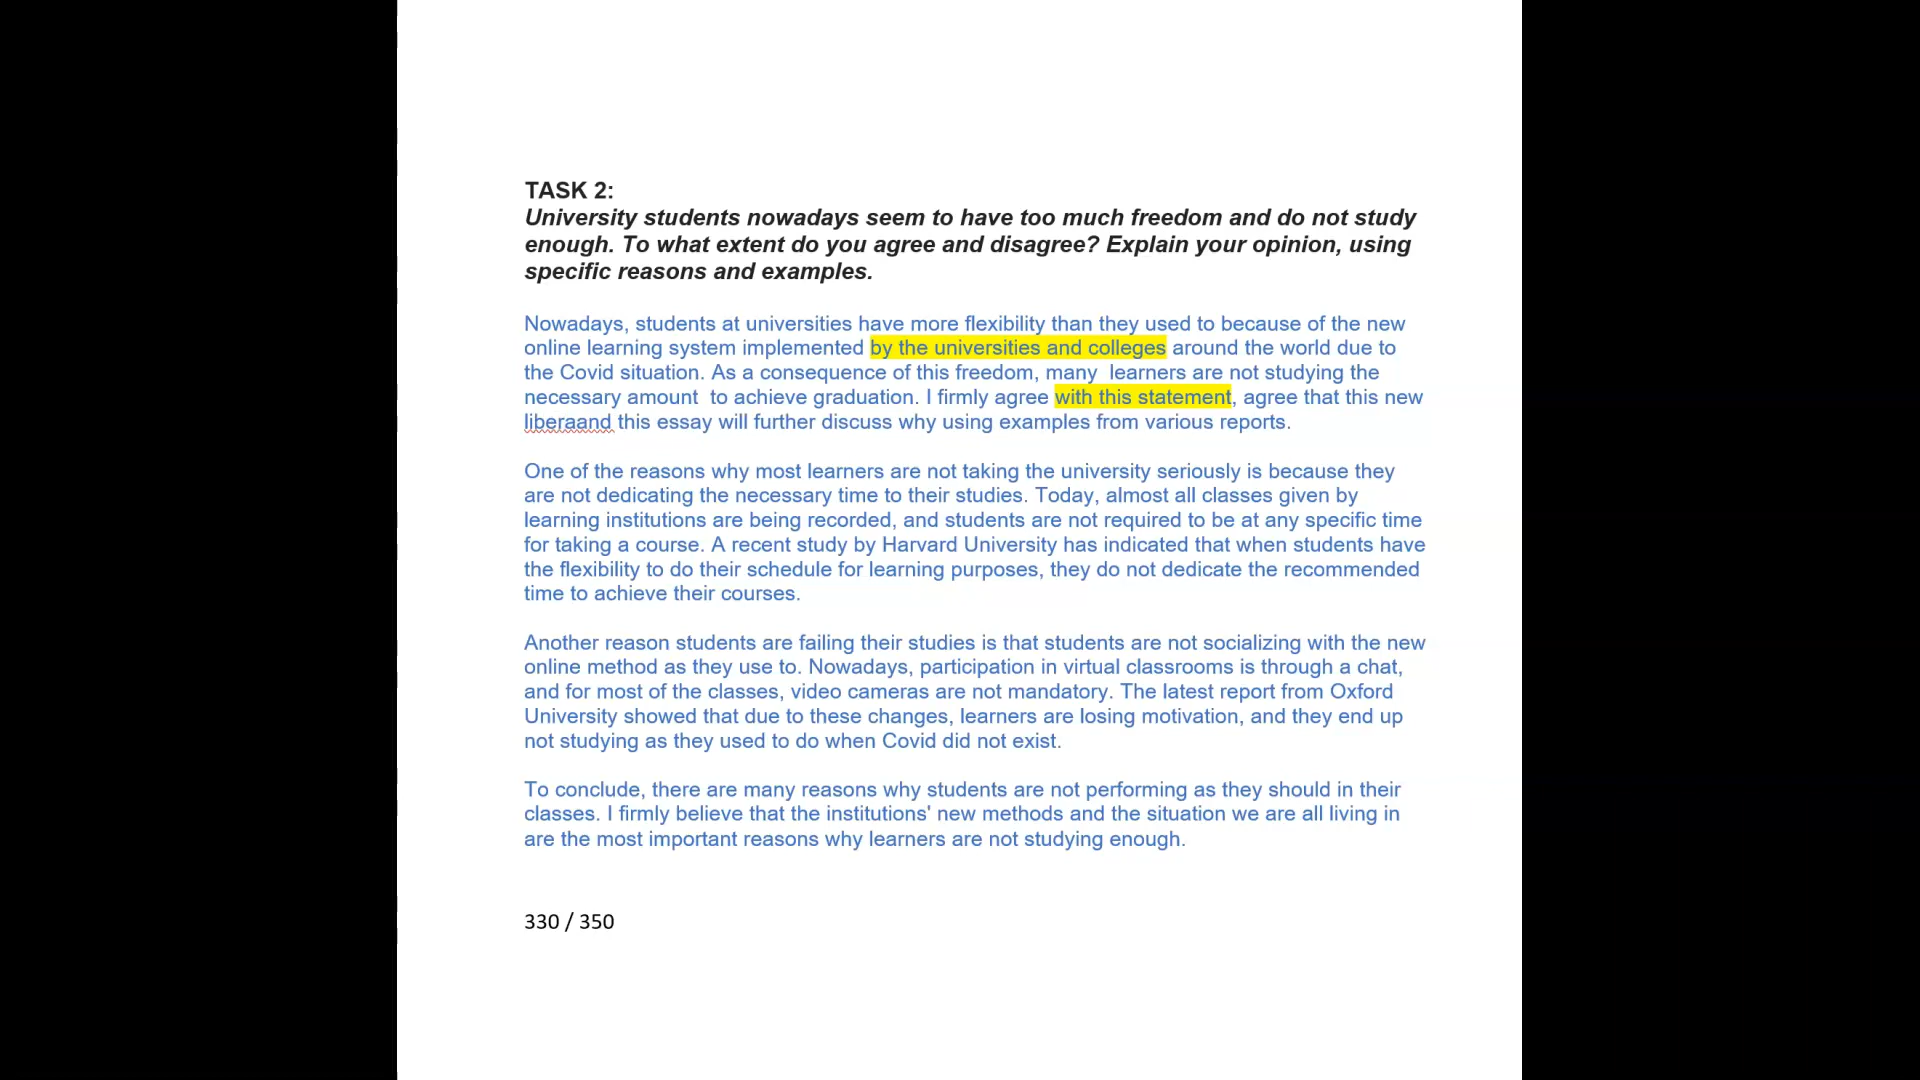 TASK 2:
University students nowadays seem to have too much freedom and do not study
enough. To what extent do you agree and disagree? Explain your opinion, using
specific reasons and examples.
Nowadays, students at universities have more flexibility than they used to because of the new
online learning system implemented by the universities and colleges around the world due to
the Covid situation. As a consequence of this freedom, many  learners are not studying the
necessary amount  to achieve graduation. I firmly agree with this statement, agree that this new
liberaand this essay will further discuss why using examples from various reports.
One of the reasons why most learners are not taking the university seriously is because they
are not dedicating the necessary time to their studies. Today, almost all classes given by
learning institutions are being recorded, and students are not required to be at any specific time
for taking a course. A recent study by Harvard University has indicated that when students have
the flexibility to do their schedule for learning purposes, they do not dedicate the recommended
time to achieve their courses.
Another reason students are failing their studies is that students are not socializing with the new
online method as they use to. Nowadays, participation in virtual classrooms is through a chat,
and for most of the classes, video cameras are not mandatory. The latest report from Oxford
University showed that due to these changes, learners are losing motivation, and they end up
not studying as they used to do when Covid did not exist.
To conclude, there are many reasons why students are not performing as they should in their
classes. I firmly believe that the institutions' new methods and the situation we are all living in
are the most important reasons why learners are not studying enough.
330 / 350